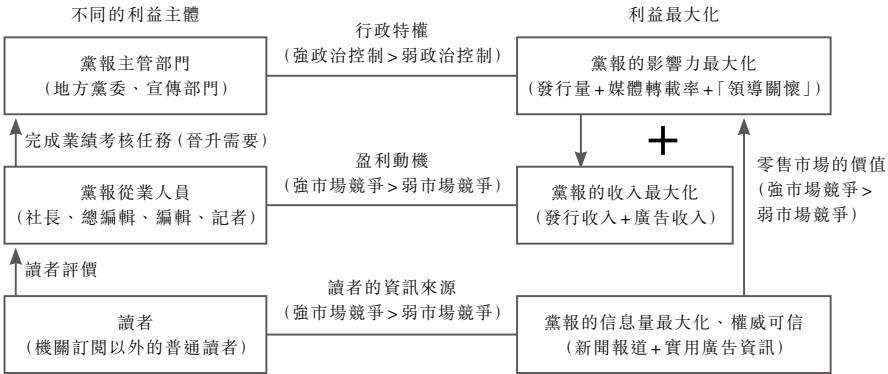 不同的利益主體
利益最大化
黨報主管部門
(地方黨委、宣傳部門)
行政特權
(強政治控制>弱政治控制)
黨報的影響力最大化
(發行量+媒體轉載率+「領導關懷」)
完成業績考核任務(晉升需要)
+
零售市場的價值
(強市場競爭>
弱市場競爭)
黨報從業人員
(社長、總編輯、編輯、記者)
盈利動機
(強市場競爭>弱市場競爭)
黨報的收入最大化
(發行收入+廣告收入)
讀者評價
讀者
(機關訂閱以外的普通讀者)
讀者的資訊來源
(強市場競爭>弱市場競爭)
黨報的信息量最大化、權威可信
(新聞報道+實用廣告資訊)